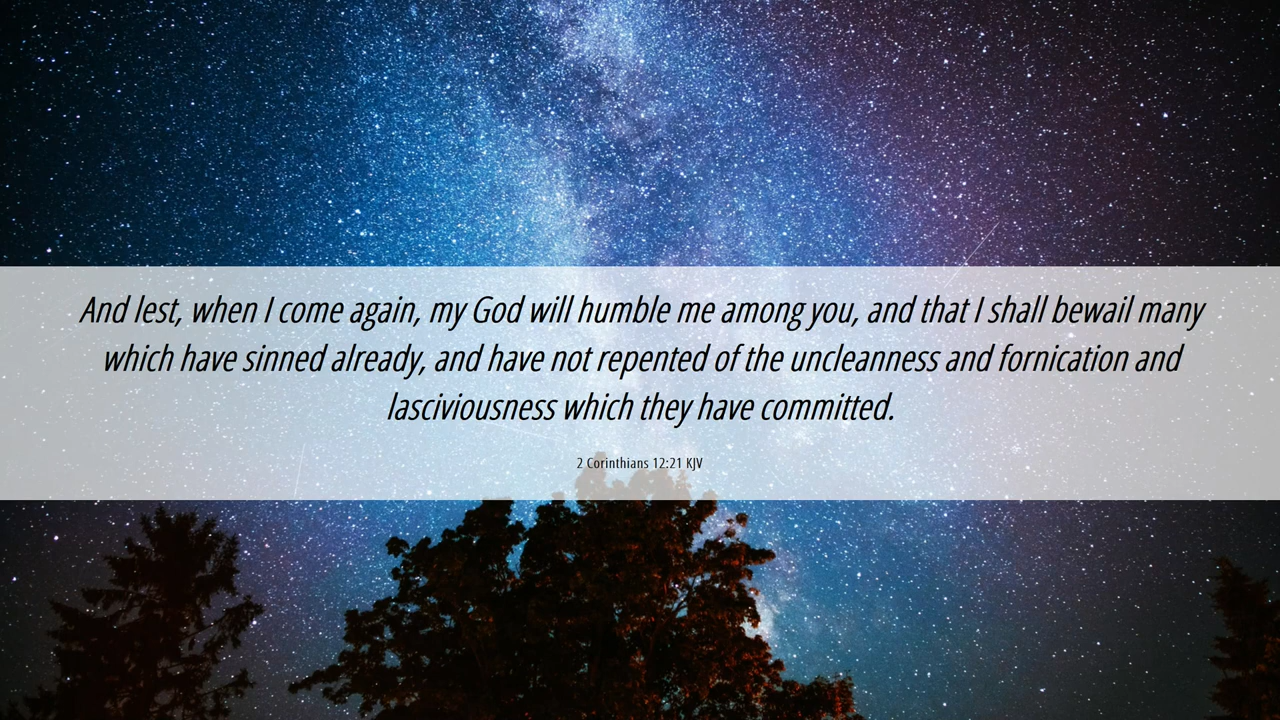 And lest, when I come again, my God will humble me among you, and that I shall bewail many
which have sinned already, and have not repented of the uncleanness and fornication and
lasciviousness which they have committed.
2 Corinthians 12:21 KJV